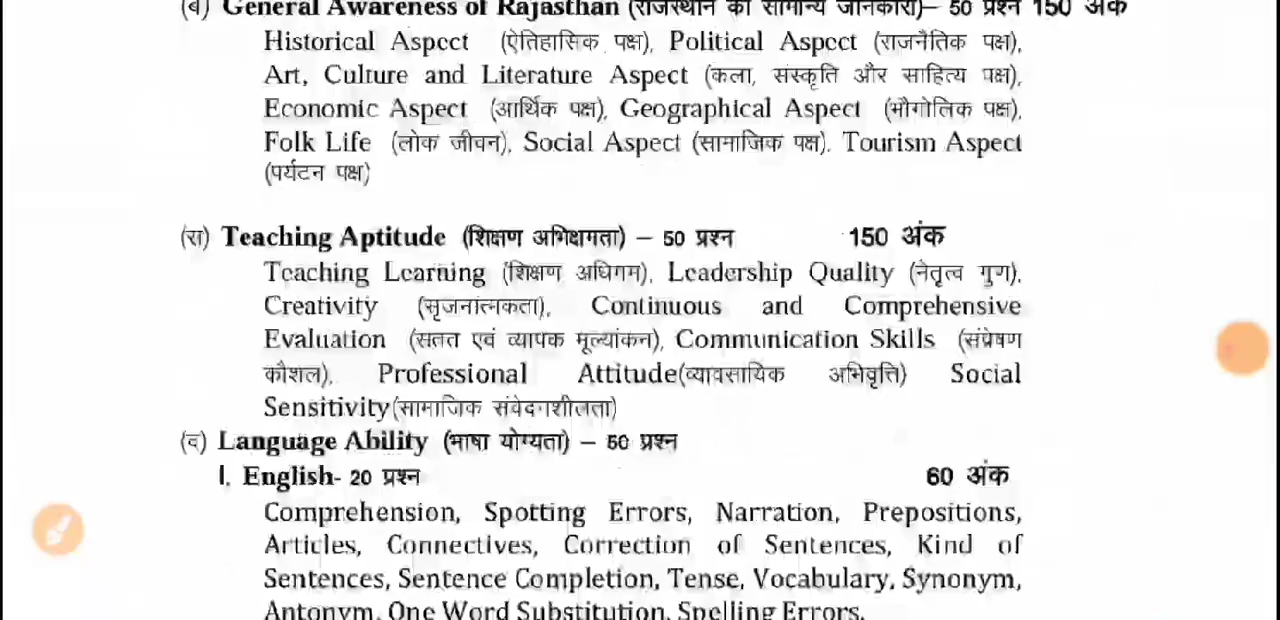 (ब) General Awareness of Rajasthan (राजस्थान की सामान्य जानकारी)– 50 प्रश्न 150 अंक
Historical Aspect (ऐतिहासिक पक्ष), Political Aspect (राजनैतिक पक्ष),
Art, Culture and Literature Aspect (कला, संस्कृति और साहित्य पक्ष),
Economic Aspect (आर्थिक पक्ष), Geographical Aspect (भौगोलिक पक्ष),
Folk Life (लोक जीवन), Social Aspect (सामाजिक पक्ष). Tourism Aspect
(पर्यटन पक्ष)
(स) Teaching Aptitude (शिक्षण अभिक्षमता) – 50 प्रश्न 150 अंक
Teaching Learning (शिक्षण अधिगम), Leadership Quality (नेतृत्व गुण),
Creativity (सृजनात्मकता), Continuous and Comprehensive
Evaluation (सतत एवं व्यापक मूल्यांकन), Communication Skills (संप्रेषण
कौशल), Professional Attitude(व्यावसायिक अभिवृत्ति) Social
Sensitivity(सामाजिक संवेदनशीलता)
(द) Language Ability (भाषा योग्यता) – 50 प्रश्न
I. English- 20 प्रश्न 60 अंक
Comprehension, Spotting Errors, Narration, Prepositions,
Articles, Connectives, Correction of Sentences, Kind of
Sentences, Sentence Completion, Tense, Vocabulary, Synonym,
Antonym, One Word Substitution, Spelling Errors.